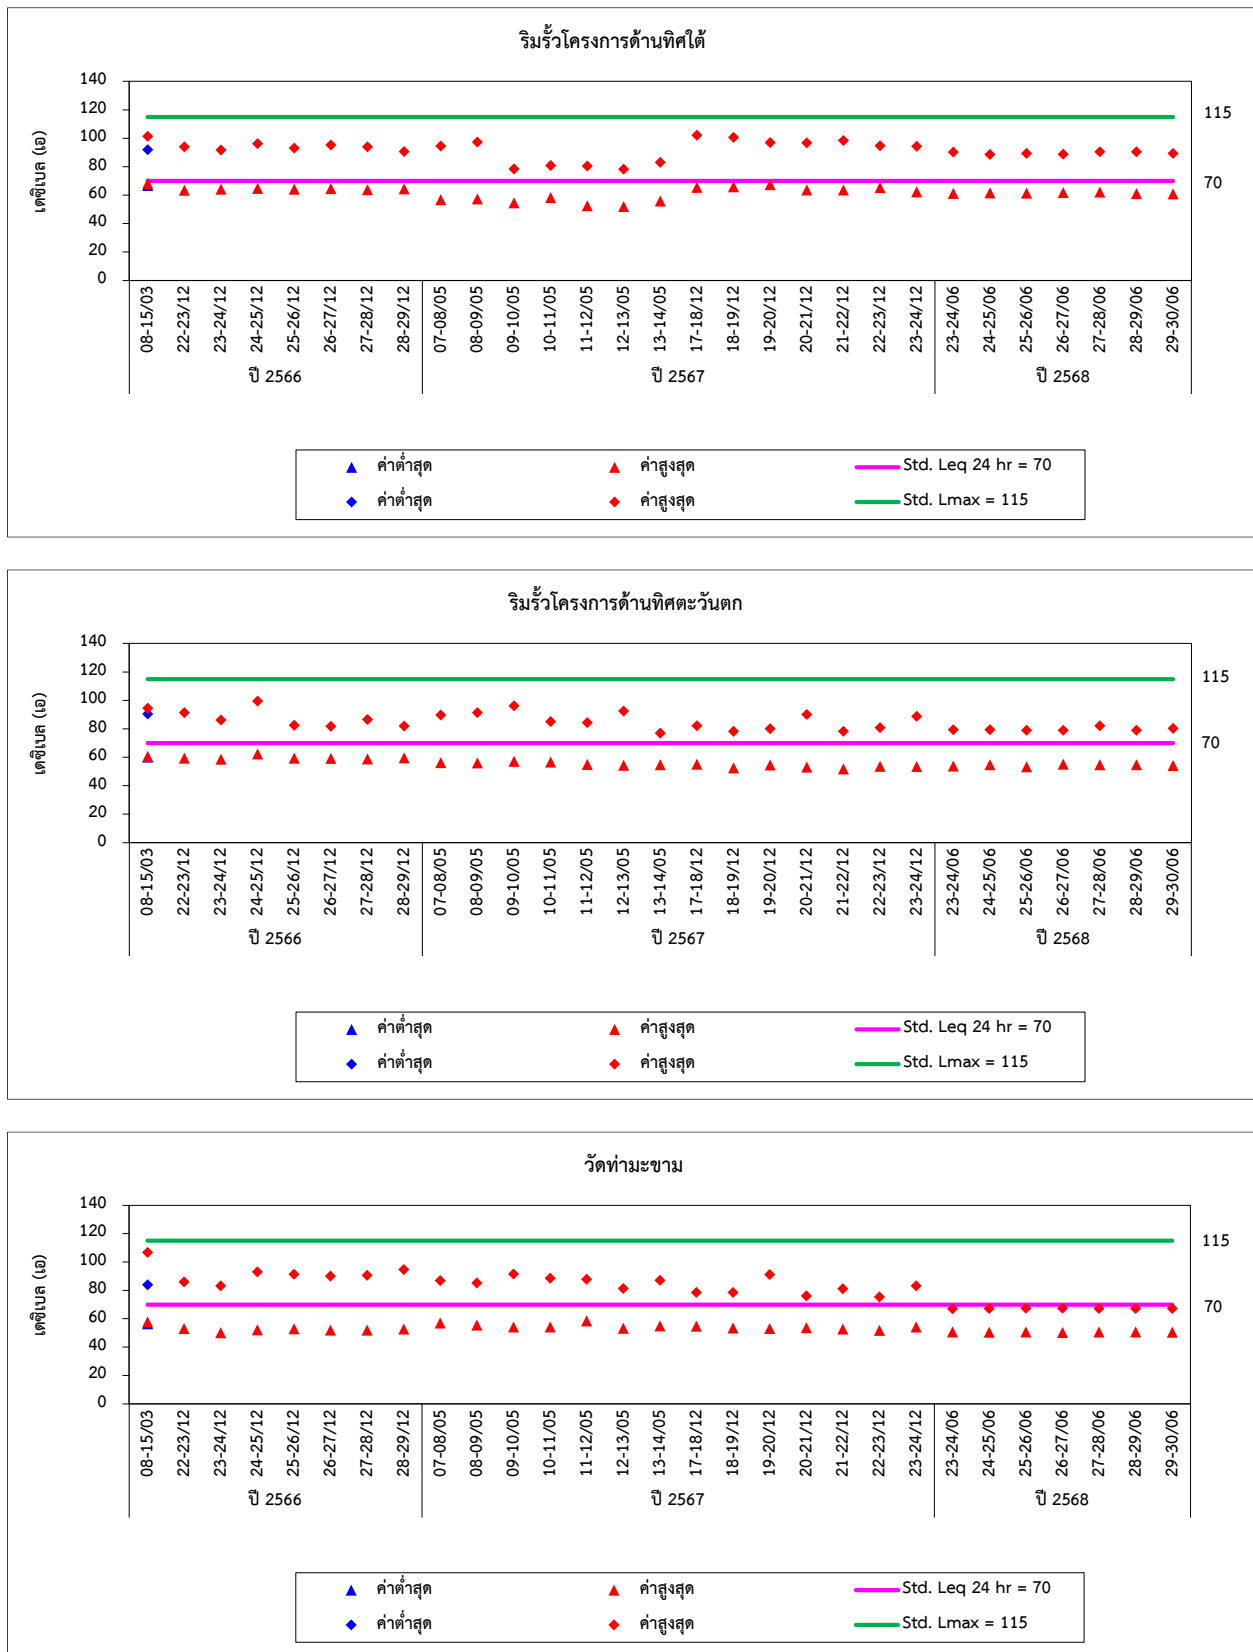 ริมรั้วโครงการด้านทิศใต้
เดซิเบล (เอ)
140
120
100
80
60
40
20
0
115
70
08-15/03 22-23/12 23-24/12 24-25/12 25-26/12 26-27/12 27-28/12 28-29/12 07-08/05 08-09/05 09-10/05 10-11/05 11-12/05 12-13/05 13-14/05 17-18/12 18-19/12 19-20/12 20-21/12 21-22/12 22-23/12 23-24/12 23-24/06 24-25/06 25-26/06 26-27/06 27-28/06 28-29/06 29-30/06
ปี 2566 ปี 2567 ปี 2568
ค่าต่ำสุด ค่าสูงสุด Std. Leq 24 hr = 70
ค่าต่ำสุด ค่าสูงสุด Std. Lmax = 115
ริมรั้วโครงการด้านทิศตะวันตก
เดซิเบล (เอ)
140
120
100
80
60
40
20
0
115
70
08-15/03 22-23/12 23-24/12 24-25/12 25-26/12 26-27/12 27-28/12 28-29/12 07-08/05 08-09/05 09-10/05 10-11/05 11-12/05 12-13/05 13-14/05 17-18/12 18-19/12 19-20/12 20-21/12 21-22/12 22-23/12 23-24/12 23-24/06 24-25/06 25-26/06 26-27/06 27-28/06 28-29/06 29-30/06
ปี 2566 ปี 2567 ปี 2568
ค่าต่ำสุด ค่าสูงสุด Std. Leq 24 hr = 70
ค่าต่ำสุด ค่าสูงสุด Std. Lmax = 115
วัดท่ามะขาม
เดซิเบล (เอ)
140
120
100
80
60
40
20
0
115
70
08-15/03 22-23/12 23-24/12 24-25/12 25-26/12 26-27/12 27-28/12 28-29/12 07-08/05 08-09/05 09-10/05 10-11/05 11-12/05 12-13/05 13-14/05 17-18/12 18-19/12 19-20/12 20-21/12 21-22/12 22-23/12 23-24/12 23-24/06 24-25/06 25-26/06 26-27/06 27-28/06 28-29/06 29-30/06
ปี 2566 ปี 2567 ปี 2568
ค่าต่ำสุด ค่าสูงสุด Std. Leq 24 hr = 70
ค่าต่ำสุด ค่าสูงสุด Std. Lmax = 115